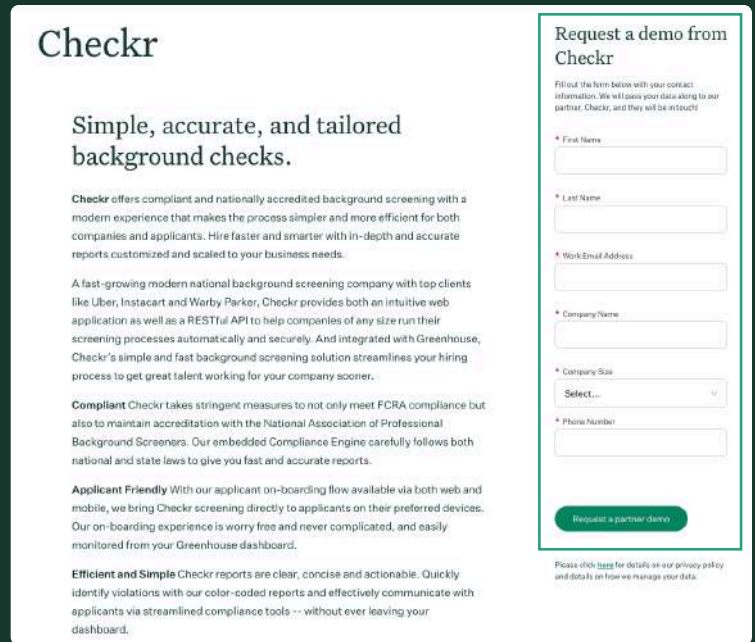 Checkr
Simple, accurate, and tailored
background checks.
Checkr offers compliant and nationally accredited background screening with a
modern experience that makes the process simpler and more efficient for both
companies and applicants. Hire faster and smarter with in-depth and accurate
reports customized and scaled to your business needs.
A fast-growing modern national background screening company with top clients
like Uber, Instacart and Warby Parker, Checkr provides both an intuitive web
application as well as a RESTful API to help companies of any size run their
screening processes automatically and securely. And integrated with Greenhouse,
Checkr's simple and fast background screening solution streamlines your hiring
process to get great talent working for your company sooner.
Compliant Checkr takes stringent measures to not only meet FCRA compliance but
also to maintain accreditation with the National Association of Professional
Background Screeners. Our embedded Compliance Engine carefully follows both
national and state laws to give you fast and accurate reports.
Applicant Friendly With our applicant on-boarding flow available via both web and
mobile, we bring Checkr screening directly to applicants on their preferred devices.
Our on-boarding experience is worry free and never complicated, and easily
monitored from your Greenhouse dashboard.
Efficient and Simple Checkr reports are clear, concise and actionable. Quickly
identify violations with our color-coded reports and effectively communicate with
applicants via streamlined compliance tools -- without ever leaving your
dashboard.
Request a demo from
Checkr
Fill out the form below with your contact
information. We will pass your data along to our
partner, Checkr, and they will be in touch!
* First Name
* Last Name
* Work Email Address
* Company Name
* Company Size
Select...
* Phone Number
Request a partner demo
Please click here for details on our privacy policy
and details on how we manage your data.